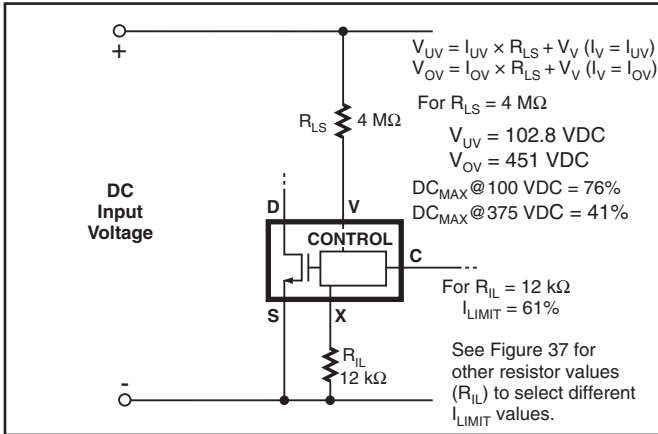 +
V_UV = I_UV × R_LS + V_V (I_V = I_UV)
V_OV = I_OV × R_LS + V_V (I_V = I_OV)
For R_LS = 4 MΩ
V_UV = 102.8 VDC
V_OV = 451 VDC
DC_MAX@100 VDC = 76%
DC_MAX@375 VDC = 41%
R_LS
4 MΩ
DC
Input
Voltage
D
V
CONTROL
C
S
X
For R_IL = 12 kΩ
I_LIMIT = 61%
R_IL
12 kΩ
See Figure 37 for
other resistor values
(R_IL) to select different
I_LIMIT values.
-